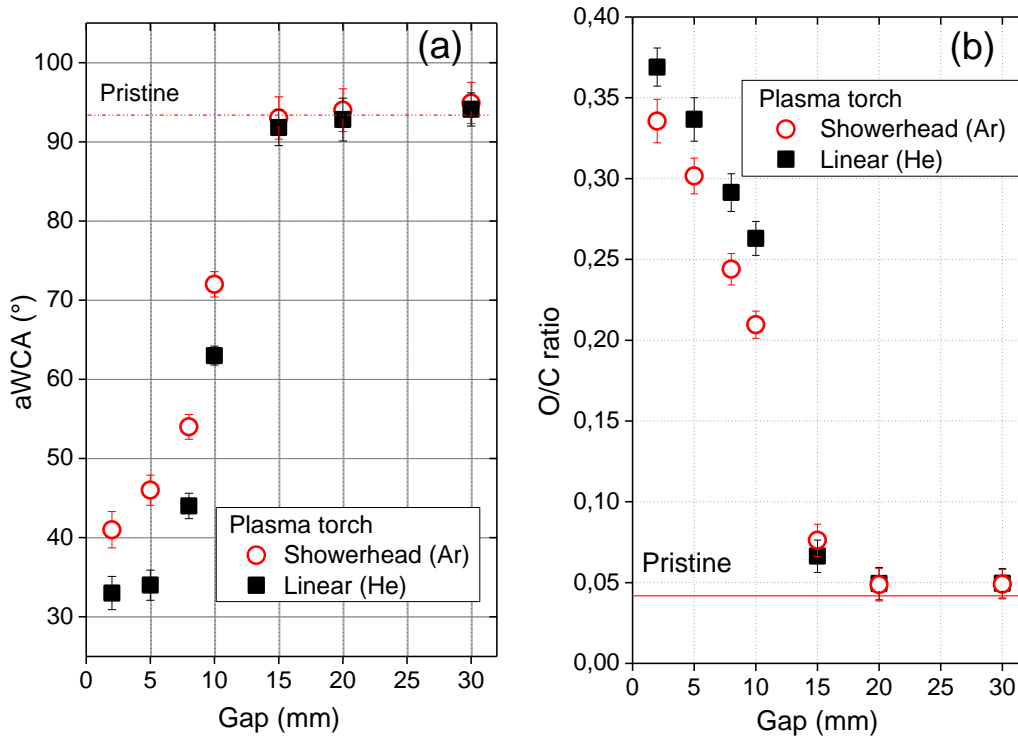 (a)
100
90
80
70
60
50
40
30
aWCA (°)
Pristine
Plasma torch
Showerhead (Ar)
Linear (He)
0 5 10 15 20 25 30
Gap (mm)
(b)
0,40
0,35
0,30
0,25
0,20
0,15
0,10
0,05
0,00
O/C ratio
Plasma torch
Showerhead (Ar)
Linear (He)
Pristine
0 5 10 15 20 25 30
Gap (mm)